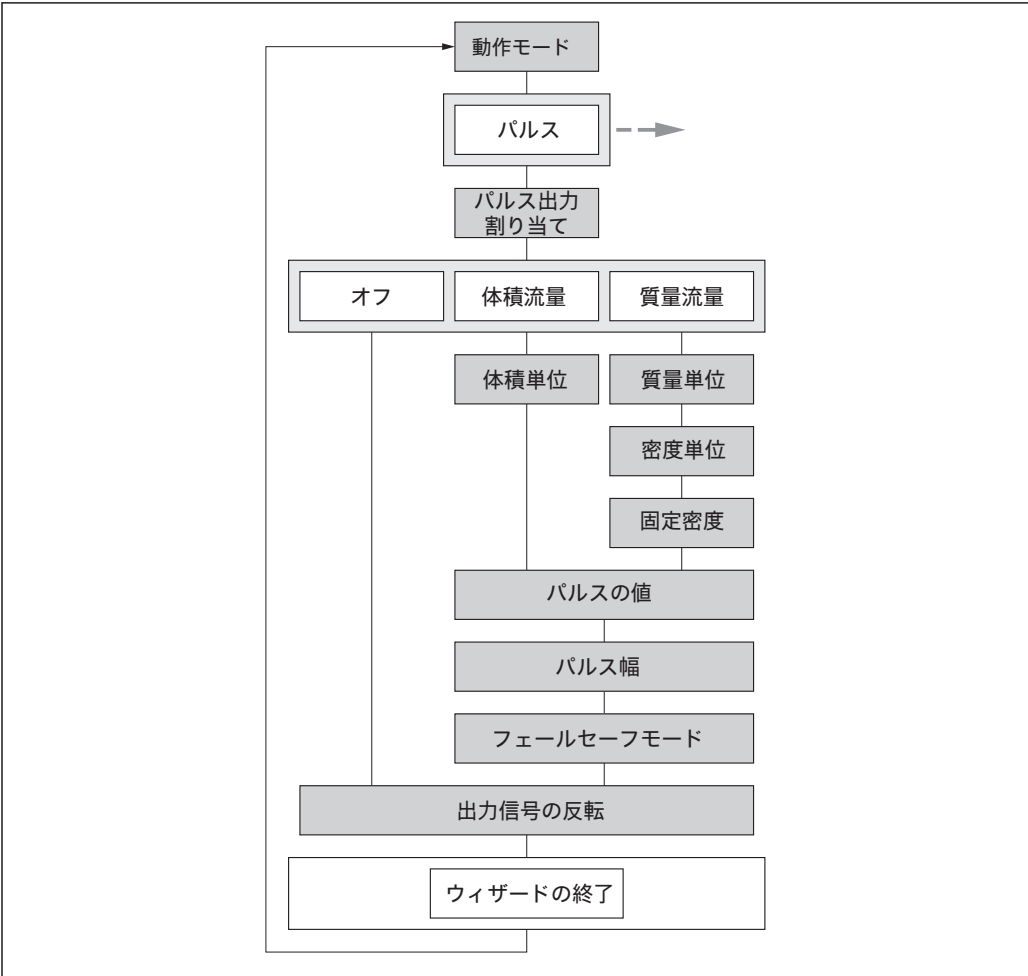 動作モード
パルス
パルス出力
割り当て
オフ
体積流量
質量流量
体積単位
質量単位
密度単位
固定密度
パルスの値
パルス幅
フェールセーフモード
出力信号の反転
ウィザードの終了